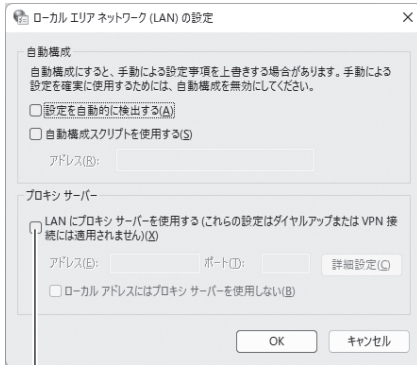 ローカル エリア ネットワーク (LAN) の設定
自動構成
自動構成にすると、手動による設定事項を上書きする場合があります。手動による
設定を確実に使用するためには、自動構成を無効にしてください。
設定を自動的に検出する(A)
自動構成スクリプトを使用する(S)
アドレス(R):
プロキシ サーバー
LAN にプロキシ サーバーを使用する (これらの設定はダイヤルアップまたは VPN 接
続には適用されません)(X)
アドレス(E): ポート(T): 詳細設定(C)
ローカル アドレスにはプロキシ サーバーを使用しない(B)
OK キャンセル